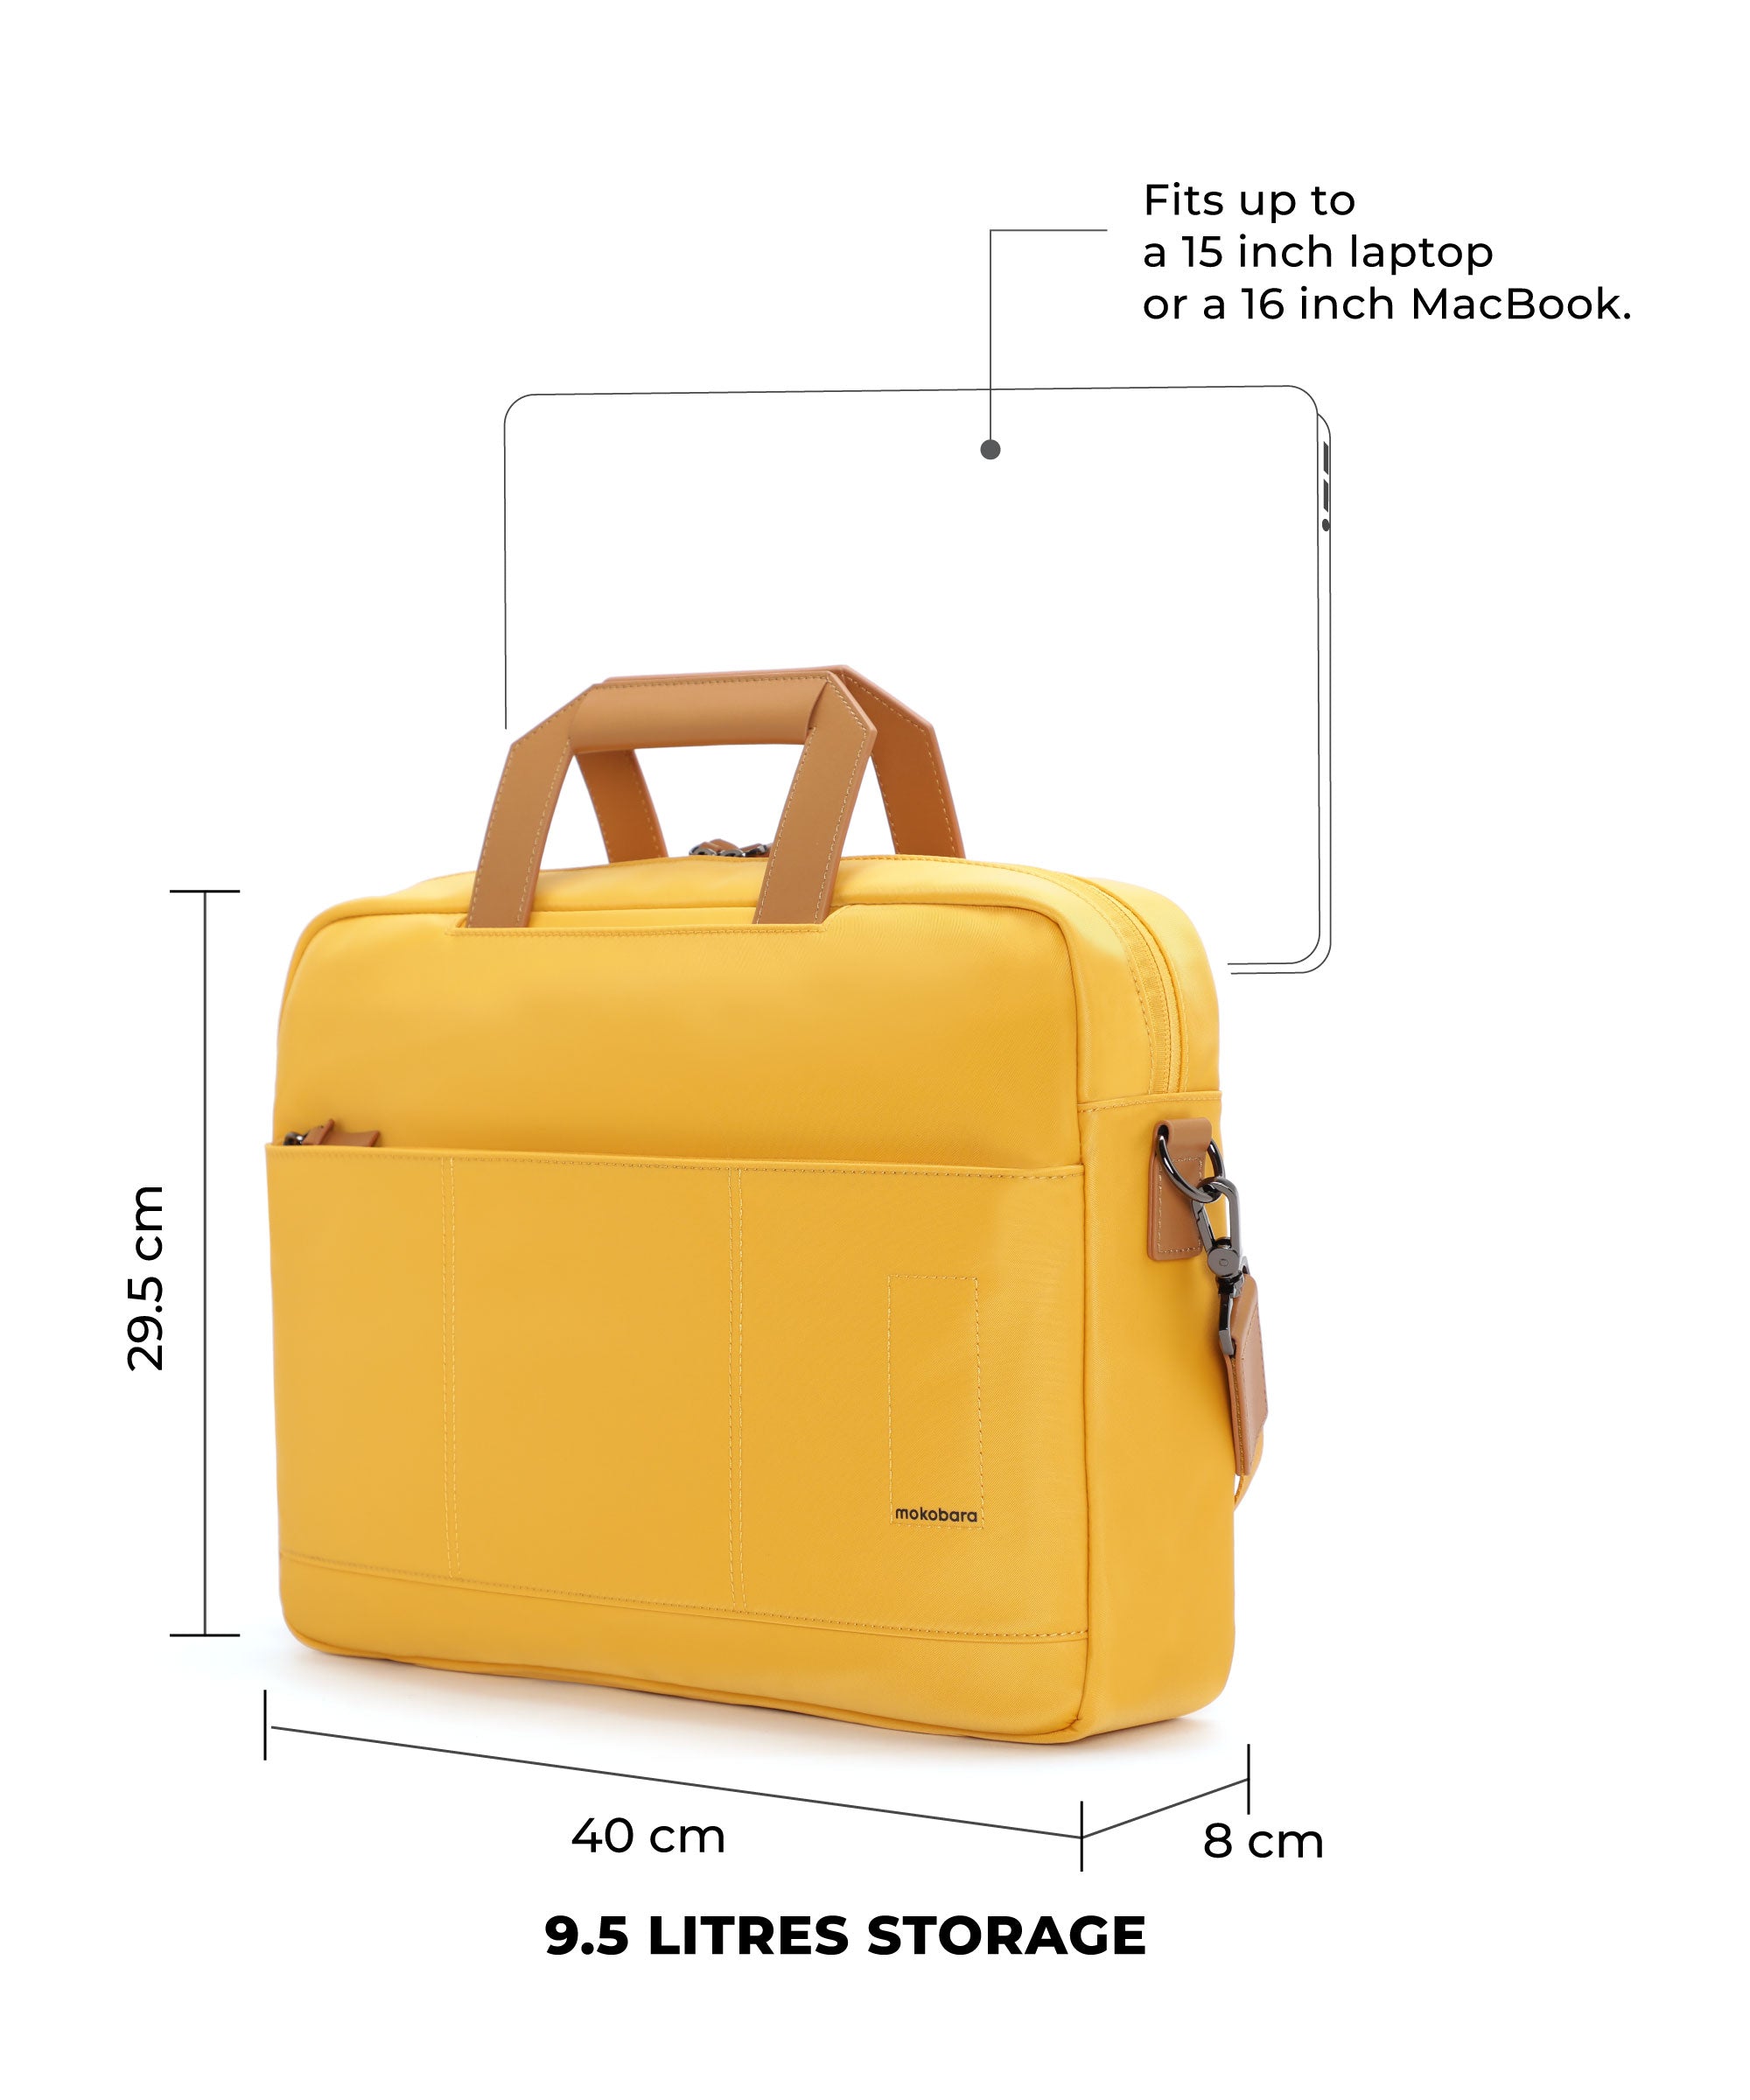 Fits up to
a 15 inch laptop
or a 16 inch MacBook.
29.5 cm
mokobara
40 cm
8 cm
9.5 LITRES STORAGE